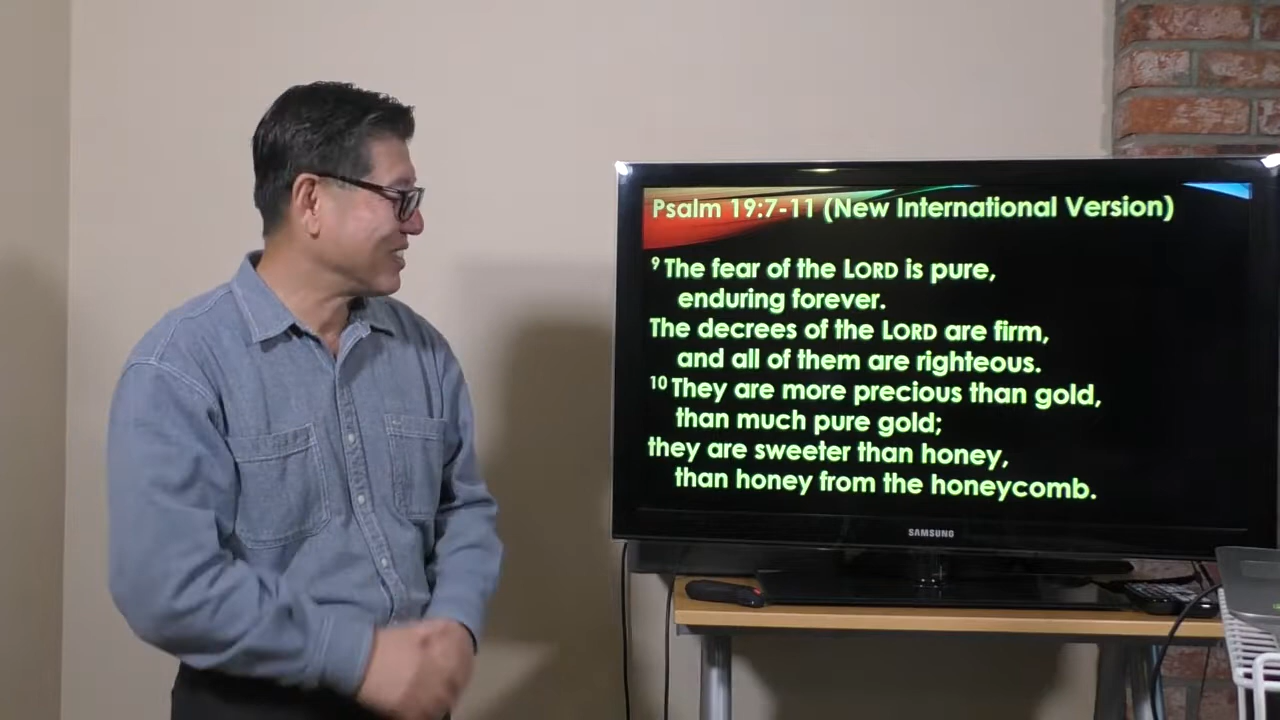 Psalm 19:7-11 (New International Version)
⁹ The fear of the LORD is pure,
enduring forever.
The decrees of the LORD are firm,
and all of them are righteous.
¹⁰ They are more precious than gold,
than much pure gold;
they are sweeter than honey,
than honey from the honeycomb.
SAMSUNG